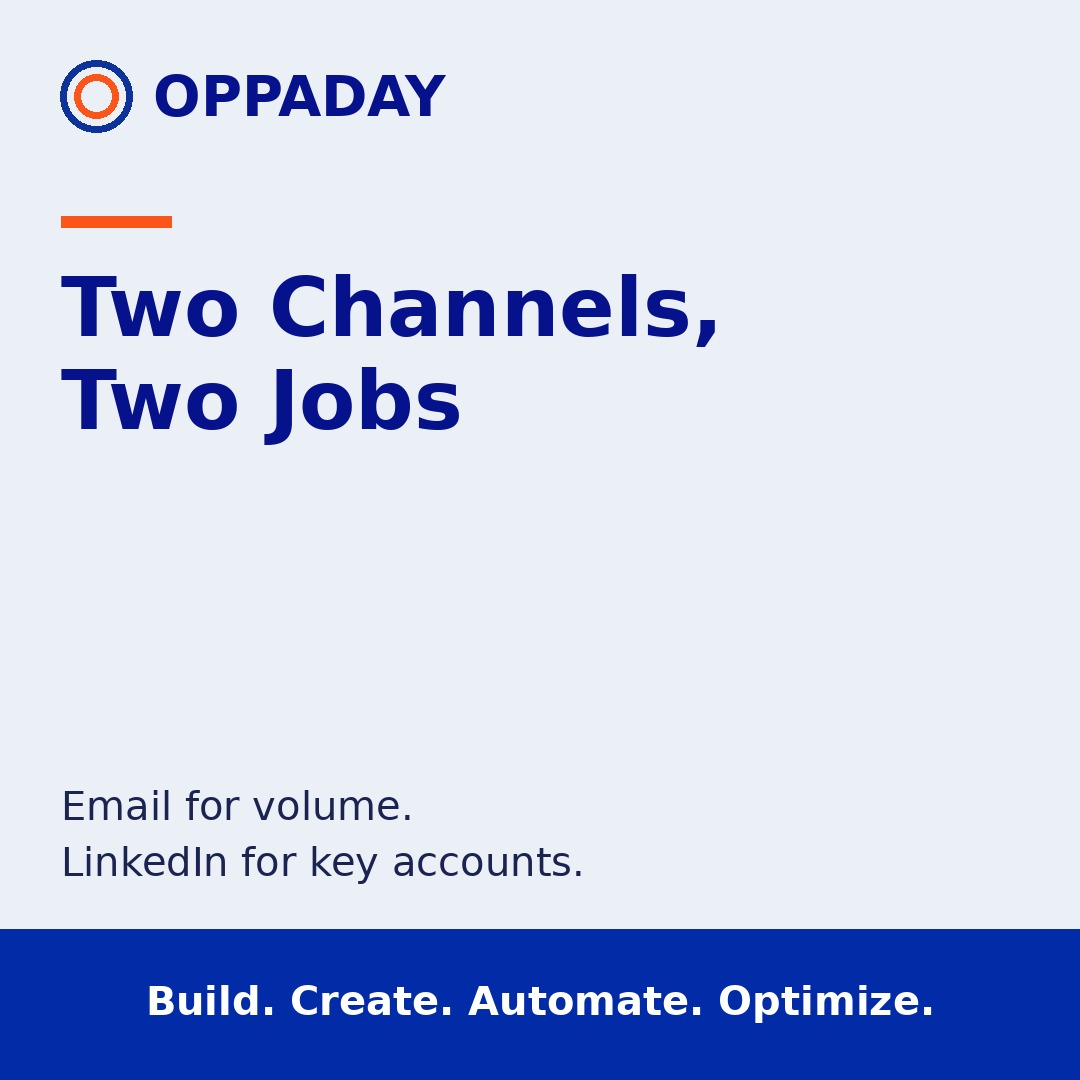 OPPADAY
Two Channels,
Two Jobs
Email for volume.
LinkedIn for key accounts.
Build. Create. Automate. Optimize.